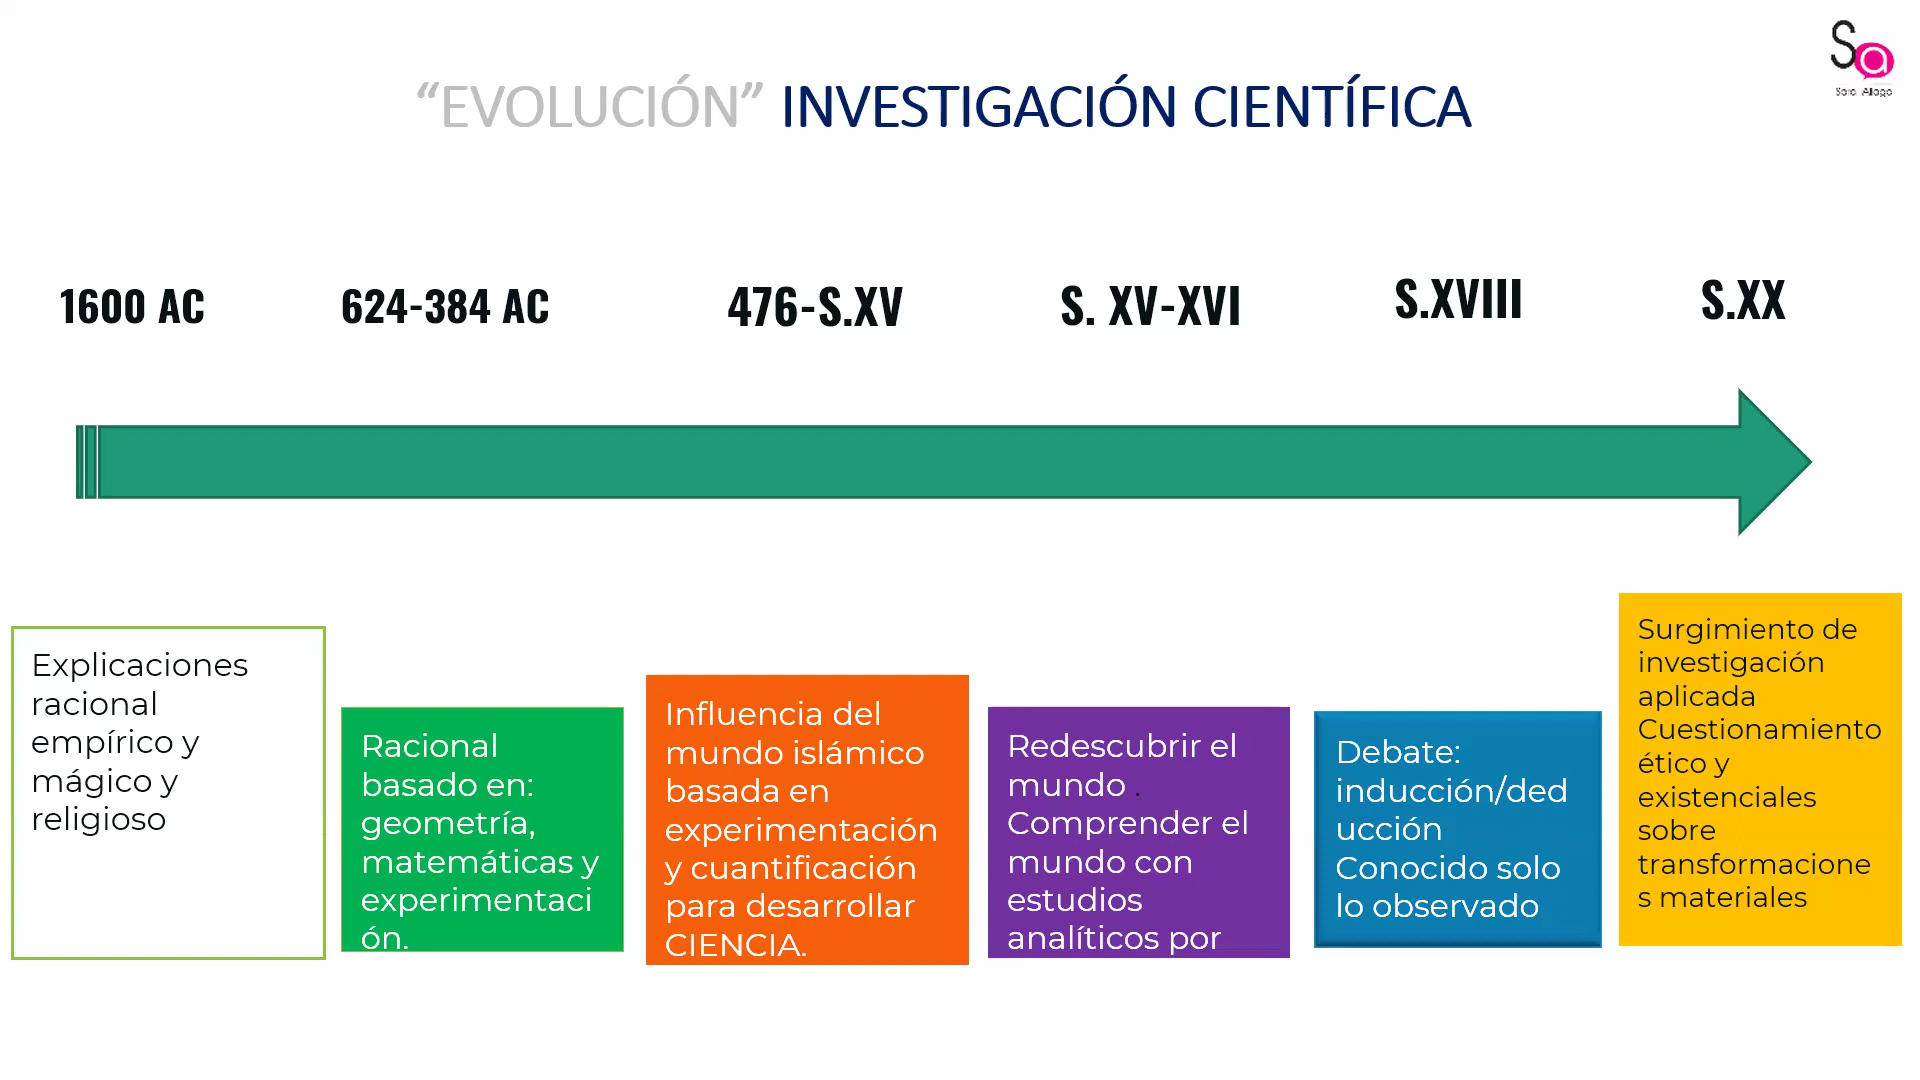 Sa
Sara Aliaga
“EVOLUCIÓN” INVESTIGACIÓN CIENTÍFICA
1600 AC
624-384 AC
476-S.XV
S. XV-XVI
S.XVIII
S.XX
Explicaciones
racional
empírico y
mágico y
religioso
Racional
basado en:
geometría,
matemáticas y
experimentaci
ón.
Influencia del
mundo islámico
basada en
experimentación
y cuantificación
para desarrollar
CIENCIA.
Redescubrir el
mundo .
Comprender el
mundo con
estudios
analíticos por
Debate:
inducción/ded
ucción
Conocido solo
lo observado
Surgimiento de
investigación
aplicada
Cuestionamiento
ético y
existenciales
sobre
transformacione
s materiales